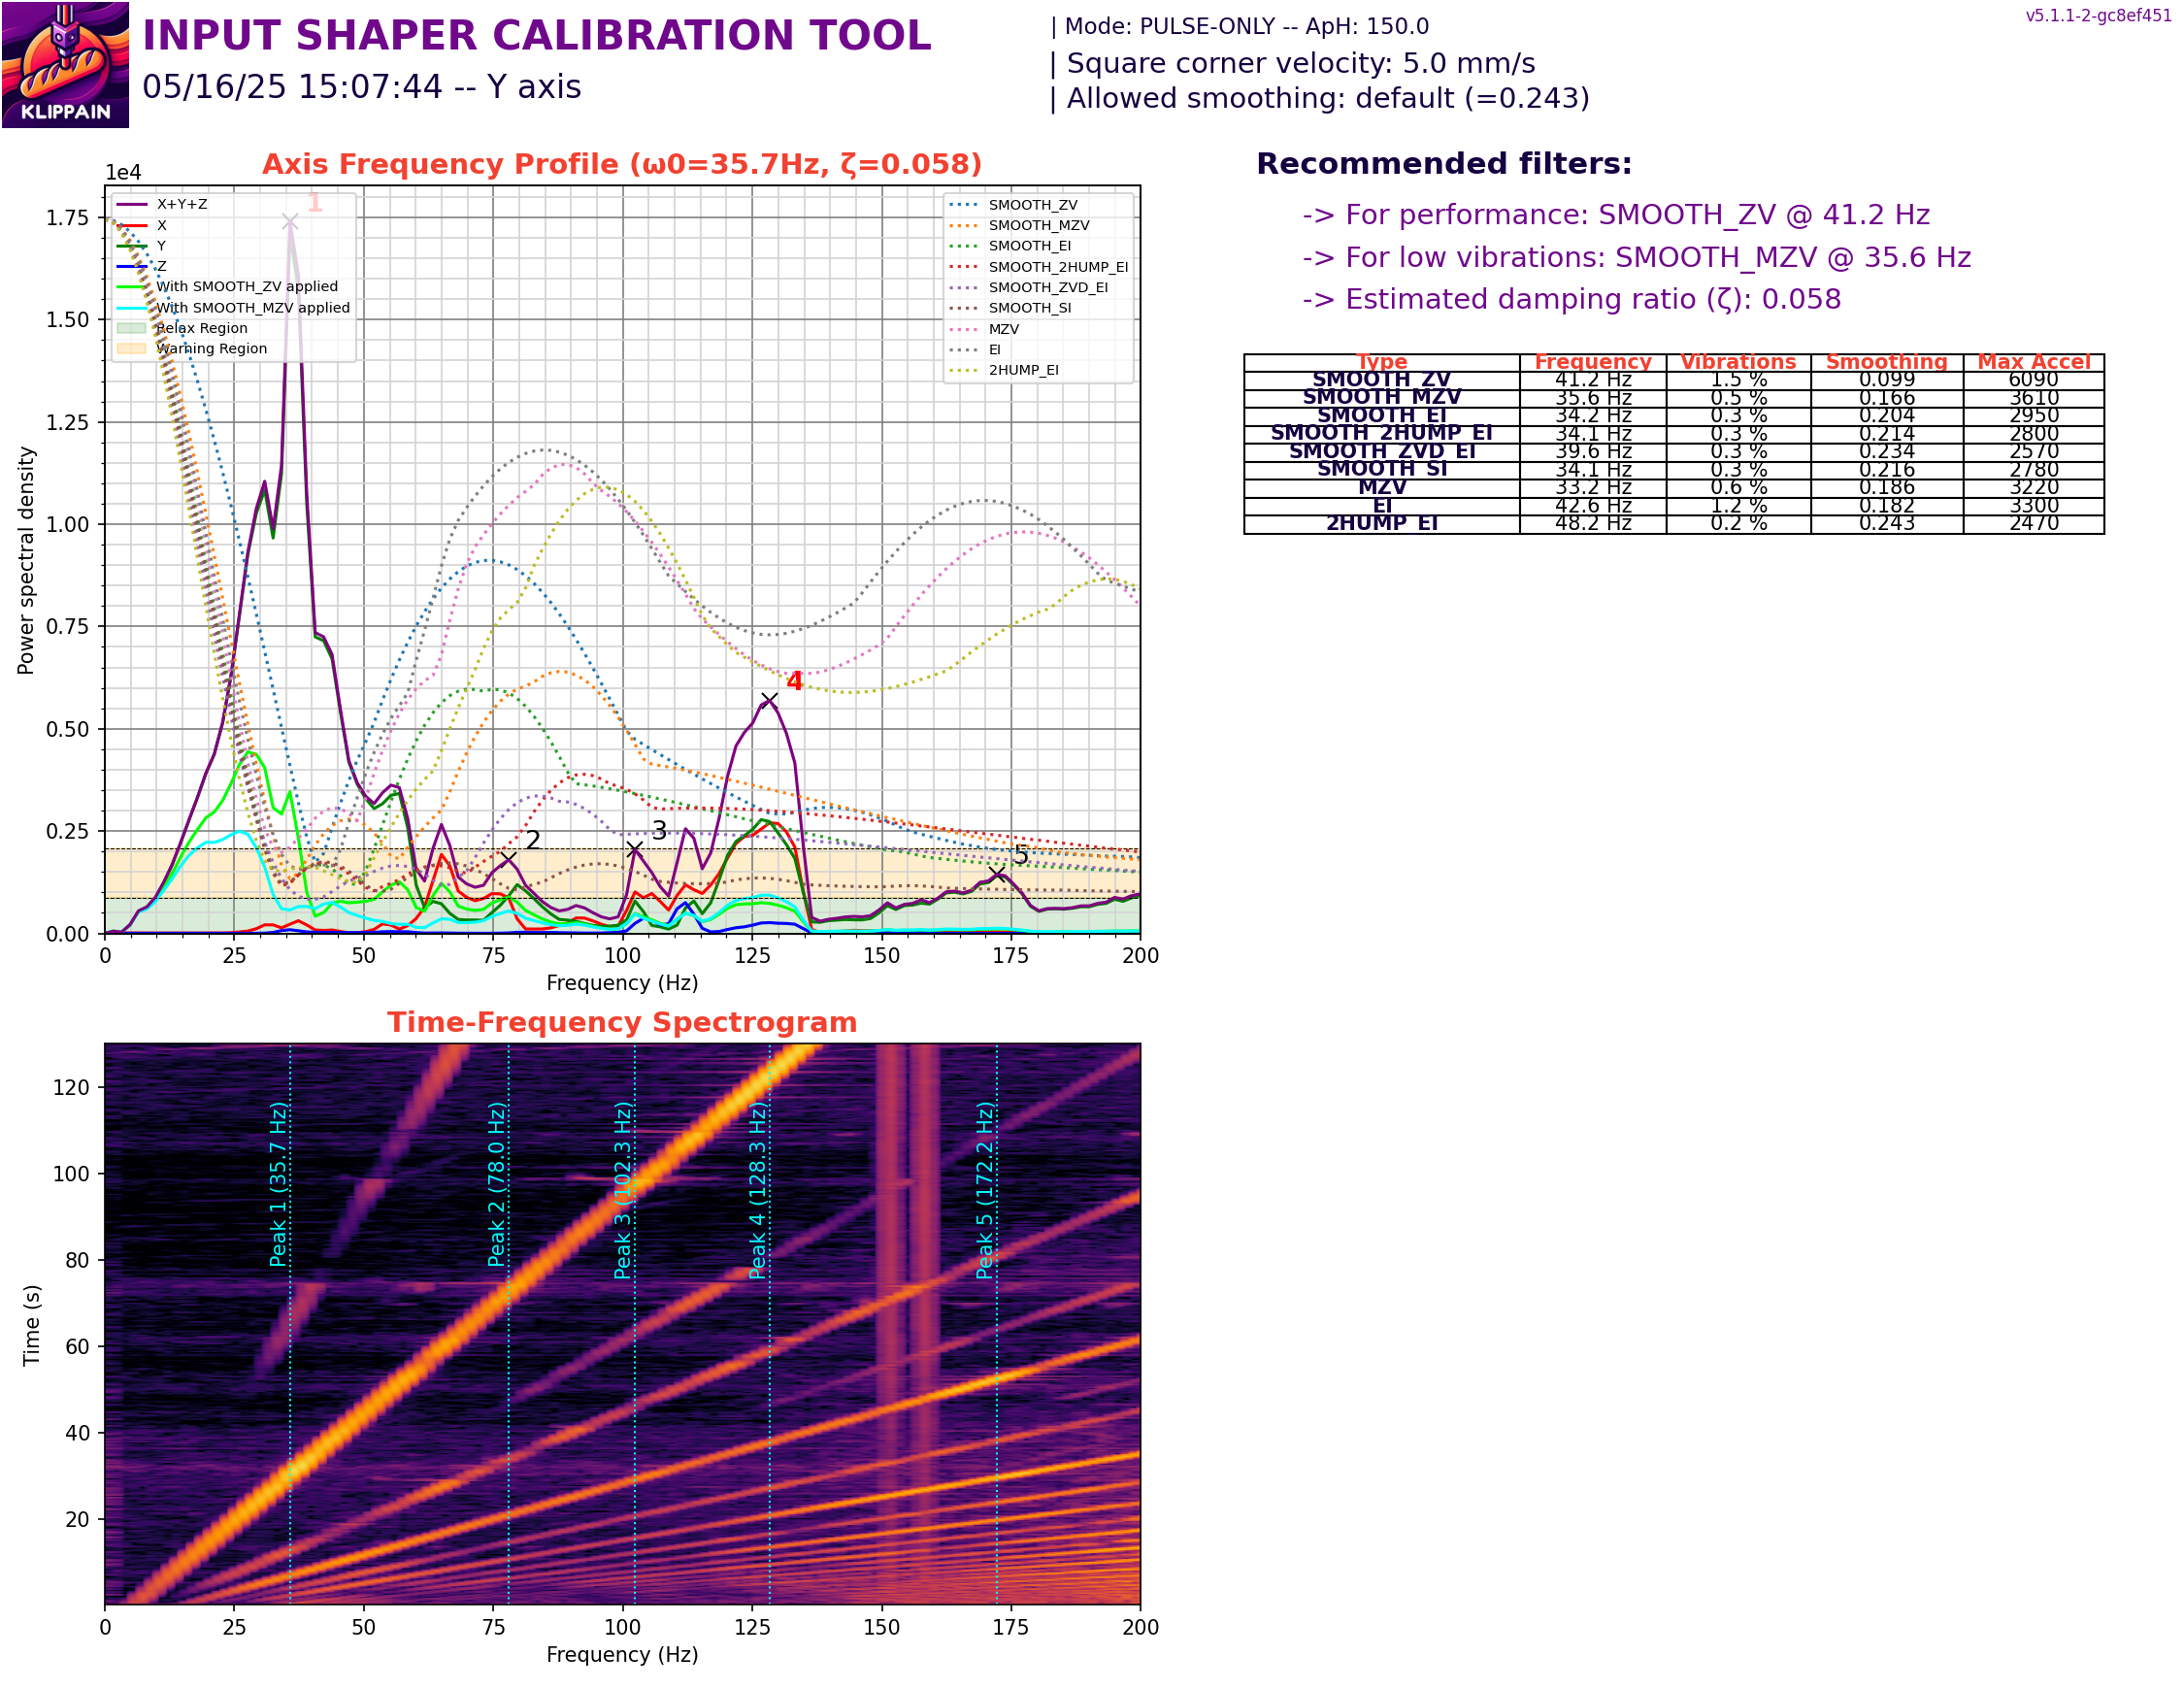 KLIPPAIN
INPUT SHAPER CALIBRATION TOOL
05/16/25 15:07:44 -- Y axis
| Mode: PULSE-ONLY -- ApH: 150.0
| Square corner velocity: 5.0 mm/s
| Allowed smoothing: default (=0.243)
v5.1.1-2-gc8ef451
Axis Frequency Profile (ω0=35.7Hz, ζ=0.058)
1e4
X+Y+Z
X
Y
Z
With SMOOTH_ZV applied
With SMOOTH_MZV applied
Relax Region
Warning Region
SMOOTH_ZV
SMOOTH_MZV
SMOOTH_EI
SMOOTH_2HUMP_EI
SMOOTH_ZVD_EI
SMOOTH_SI
MZV
EI
2HUMP_EI
1
2
3
4
5
Power spectral density
1.75
1.50
1.25
1.00
0.75
0.50
0.25
0.00
0 25 50 75 100 125 150 175 200
Frequency (Hz)
Recommended filters:
-> For performance: SMOOTH_ZV @ 41.2 Hz
-> For low vibrations: SMOOTH_MZV @ 35.6 Hz
-> Estimated damping ratio (ζ): 0.058
Type Frequency Vibrations Smoothing Max Accel
SMOOTH_ZV 41.2 Hz 1.5 % 0.099 6090
SMOOTH_MZV 35.6 Hz 0.5 % 0.166 3610
SMOOTH_EI 34.2 Hz 0.3 % 0.204 2950
SMOOTH_2HUMP_EI 34.1 Hz 0.3 % 0.214 2800
SMOOTH_ZVD_EI 39.6 Hz 0.3 % 0.234 2570
SMOOTH_SI 34.1 Hz 0.3 % 0.216 2780
MZV 33.2 Hz 0.6 % 0.186 3220
EI 42.6 Hz 1.2 % 0.182 3300
2HUMP_EI 48.2 Hz 0.2 % 0.243 2470
Time-Frequency Spectrogram
Time (s)
120
100
80
60
40
20
Peak 1 (35.7 Hz)
Peak 2 (78.0 Hz)
Peak 3 (102.3 Hz)
Peak 4 (128.3 Hz)
Peak 5 (172.2 Hz)
0 25 50 75 100 125 150 175 200
Frequency (Hz)